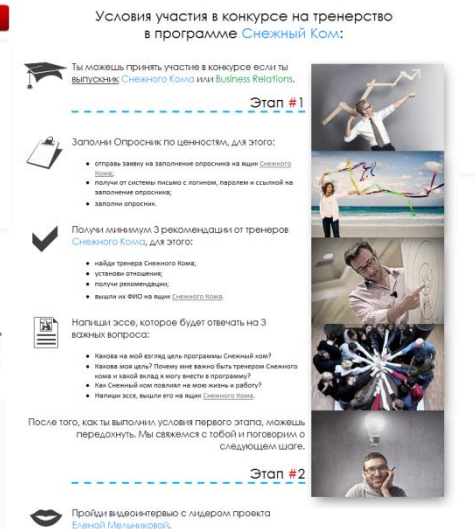 Условия участия в конкурсе на тренерство
в программе Снежный Ком:
Ты можешь принять участие в конкурсе если ты
выпускник Снежного Кома или Business Relations.
Этап #1
Заполни Опросник по ценностям, для этого:
отправь заявку на заполнение опросника на ящик Снежного
Кома;
получи от системы письмо с логином, паролем и ссылкой на
заполнение опросника;
заполни опросник.
Получи минимум 3 рекомендации от тренеров
Снежного Кома, для этого:
найди тренера Снежного Кома;
установи отношения;
получи рекомендации;
вышли их ФИО на ящик Снежного Кома.
Напиши эссе, которое будет отвечать на 3
важных вопроса:
Какова на мой взгляд цель программы Снежный ком?
Какова моя цель? Почему мне важно быть тренером Снежного
кома и какой вклад я могу внести в программу?
Как Снежный Ком повлиял на мою жизнь и работу?
Напиши эссе, вышли его на ящик Снежного Кома.
После того, как ты выполнил условия первого этапа, можешь
передохнуть. Мы свяжемся с тобой и поговорим о
следующем шаге.
Этап #2
Пройди видеоинтервью с лидером проекта
Еленой Мельниковой.